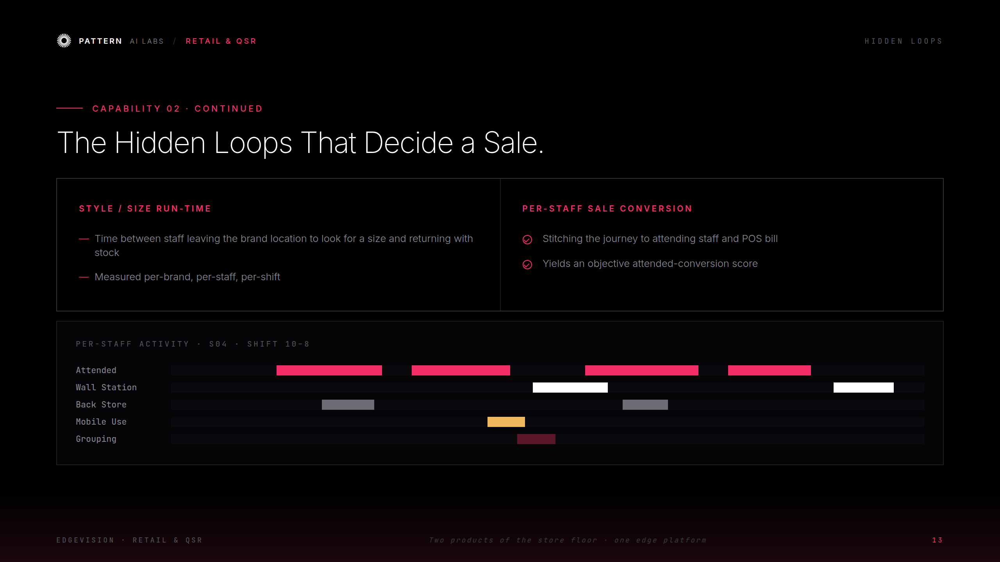 PATTERN AI LABS / RETAIL & QSR
HIDDEN LOOPS
CAPABILITY 02 · CONTINUED
The Hidden Loops That Decide a Sale.
STYLE / SIZE RUN-TIME
— Time between staff leaving the brand location to look for a size and returning with
stock
— Measured per-brand, per-staff, per-shift
PER-STAFF SALE CONVERSION
Stitching the journey to attending staff and POS bill
Yields an objective attended-conversion score
PER-STAFF ACTIVITY · S04 · SHIFT 10–8
Attended
Wall Station
Back Store
Mobile Use
Grouping
EDGEVISION · RETAIL & QSR
Two products of the store floor · one edge platform
13